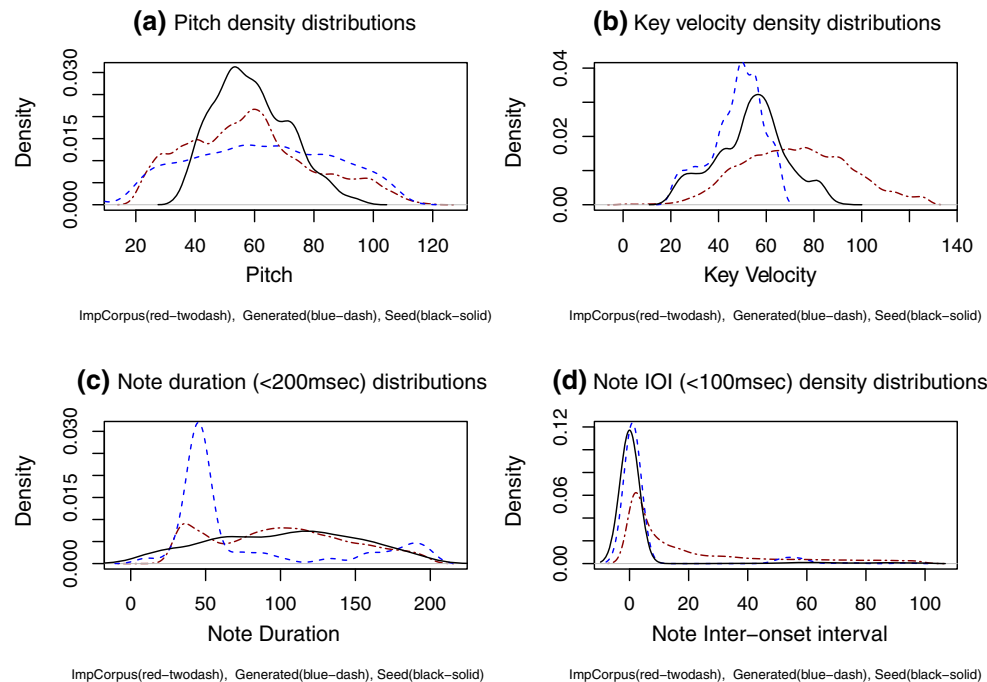 (a) Pitch density distributions
Density
0.000 0.015 0.030
20 40 60 80 100 120
Pitch
ImpCorpus(red−twodash), Generated(blue−dash), Seed(black−solid)
(b) Key velocity density distributions
Density
0.00 0.02 0.04
0 20 40 60 80 100 140
Key Velocity
ImpCorpus(red−twodash), Generated(blue−dash), Seed(black−solid)
(c) Note duration (<200msec) distributions
Density
0.000 0.015 0.030
0 50 100 150 200
Note Duration
ImpCorpus(red−twodash), Generated(blue−dash), Seed(black−solid)
(d) Note IOI (<100msec) density distributions
Density
0.00 0.06 0.12
0 20 40 60 80 100
Note Inter−onset interval
ImpCorpus(red−twodash), Generated(blue−dash), Seed(black−solid)